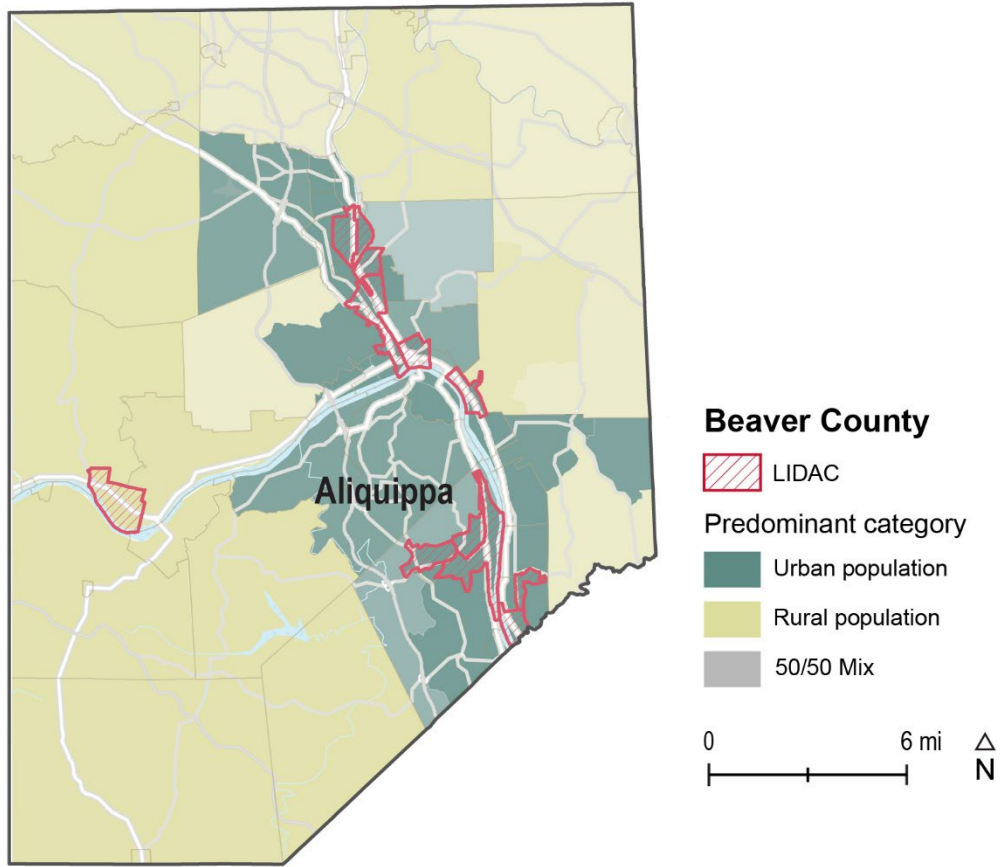 Aliquippa
Beaver County
LIDAC
Predominant category
Urban population
Rural population
50/50 Mix
0 6 mi
N